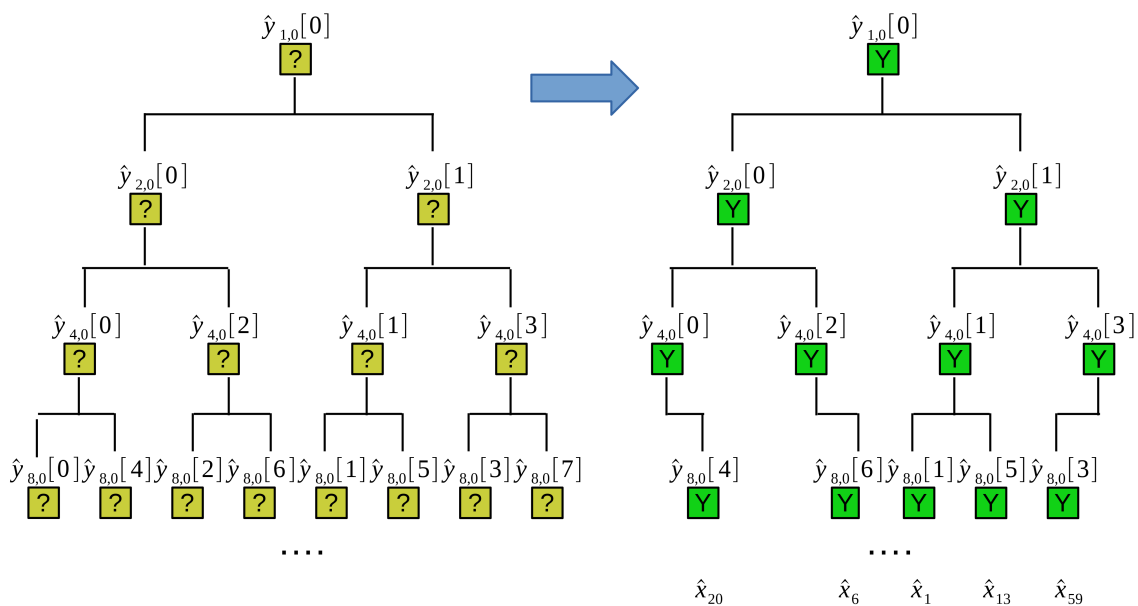 ŷ1,0[0] ŷ1,0[0]
? Y
ŷ2,0[0] ŷ2,0[1] ŷ2,0[0] ŷ2,0[1]
? ? Y Y
ŷ4,0[0] ŷ4,0[2] ŷ4,0[1] ŷ4,0[3] ŷ4,0[0] ŷ4,0[2] ŷ4,0[1] ŷ4,0[3]
? ? ? ? Y Y Y Y
ŷ8,0[0] ŷ8,0[4] ŷ8,0[2] ŷ8,0[6] ŷ8,0[1] ŷ8,0[5] ŷ8,0[3] ŷ8,0[7] ŷ8,0[4] ŷ8,0[6] ŷ8,0[1] ŷ8,0[5] ŷ8,0[3]
? ? ? ? ? ? ? ? Y Y Y Y Y
.... ....
x̂20 x̂6 x̂1 x̂13 x̂59